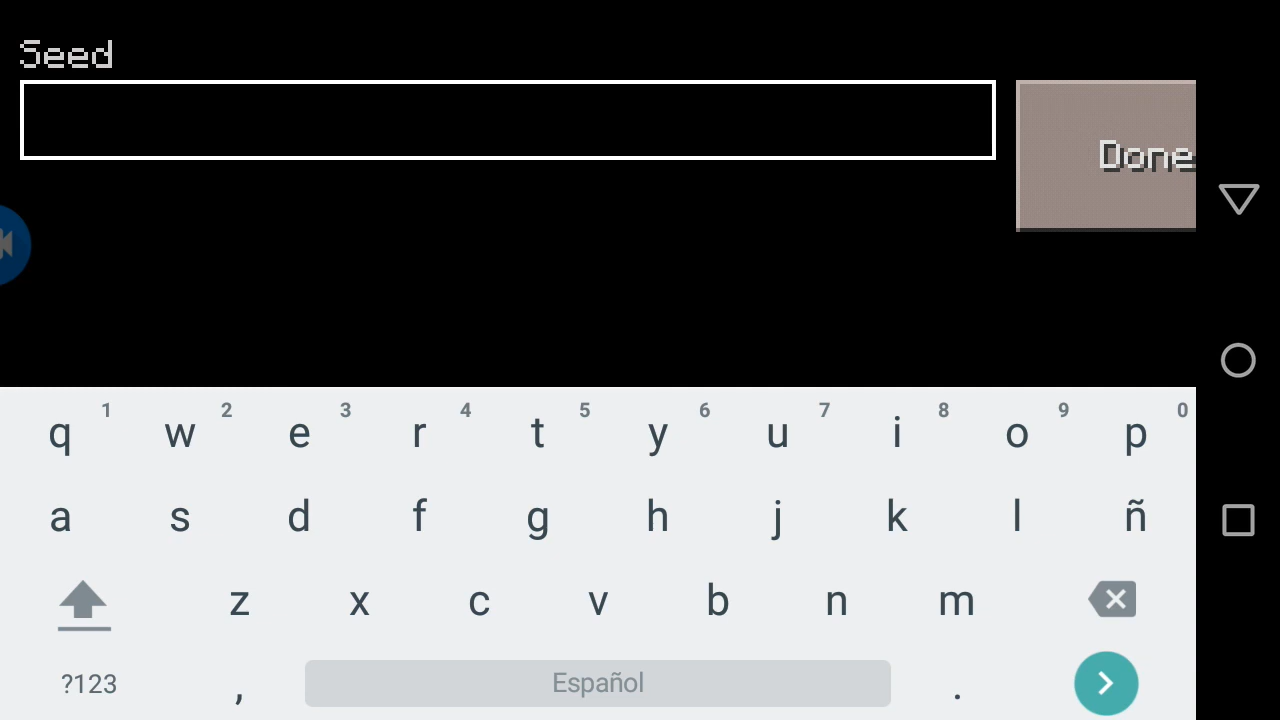 Seed
Done
1 2 3 4 5 6 7 8 9 0
q w e r t y u i o p
a s d f g h j k l ñ
z x c v b n m
?123 , Español .